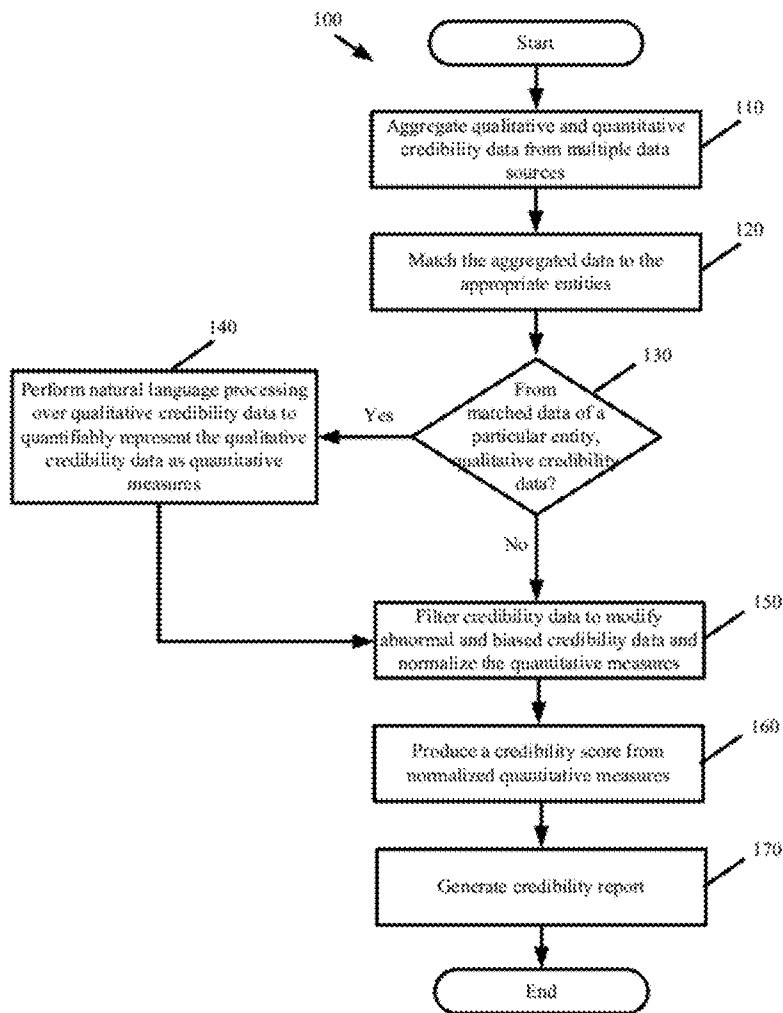 100
Start
110
Aggregate qualitative and quantitative
credibility data from multiple data
sources
120
Match the aggregated data to the
appropriate entities
140
Perform natural language processing
over qualitative credibility data to
quantifiably represent the qualitative
credibility data as quantitative
measures
Yes
130
From
matched data of a
particular entity,
qualitative credibility
data?
No
150
Filter credibility data to modify
abnormal and biased credibility data and
normalize the quantitative measures
160
Produce a credibility score from
normalized quantitative measures
170
Generate credibility report
End